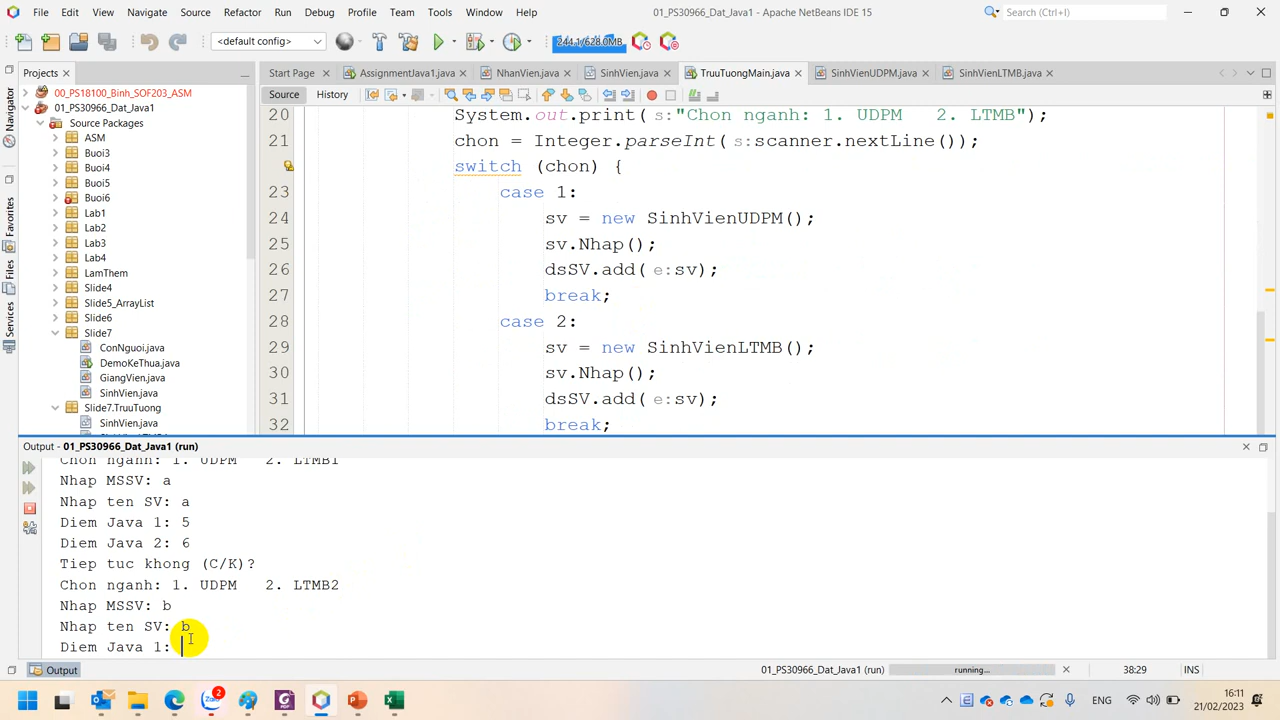 File Edit View Navigate Source Refactor Run Debug Profile Team Tools Window Help
01_PS30966_Dat_Java1 - Apache NetBeans IDE 15
Search (Ctrl+I)
<default config>
244.1/628.0MB
Projects
Start Page
AssignmentJava1.java
NhanVien.java
SinhVien.java
TruuTuongMain.java
SinhVienUDPM.java
SinhVienLTMB.java
Source History
Navigator
Favorites
Files
Services
00_PS18100_Binh_SOF203_ASM
01_PS30966_Dat_Java1
Source Packages
ASM
Buoi3
Buoi4
Buoi5
Buoi6
Lab1
Lab2
Lab3
Lab4
LamThem
Slide4
Slide5_ArrayList
Slide6
Slide7
ConNguoi.java
DemoKeThua.java
GiangVien.java
SinhVien.java
Slide7.TruuTuong
SinhVien.java
20 System.out.print( s:"Chon nganh: 1. UDPM   2. LTMB");
21 chon = Integer.parseInt( s:scanner.nextLine());
switch (chon) {
23 case 1:
24 sv = new SinhVienUDPM();
25 sv.Nhap();
26 dsSV.add( e:sv);
27 break;
28 case 2:
29 sv = new SinhVienLTMB();
30 sv.Nhap();
31 dsSV.add( e:sv);
32 break;
Output - 01_PS30966_Dat_Java1 (run)
Chon nganh: 1. UDPM   2. LTMB1
Nhap MSSV: a
Nhap ten SV: a
Diem Java 1: 5
Diem Java 2: 6
Tiep tuc khong (C/K)?
Chon nganh: 1. UDPM   2. LTMB2
Nhap MSSV: b
Nhap ten SV: b
Diem Java 1:
Output
01_PS30966_Dat_Java1 (run)
running...
38:29
INS
2
Zalo
ENG
16:11
21/02/2023